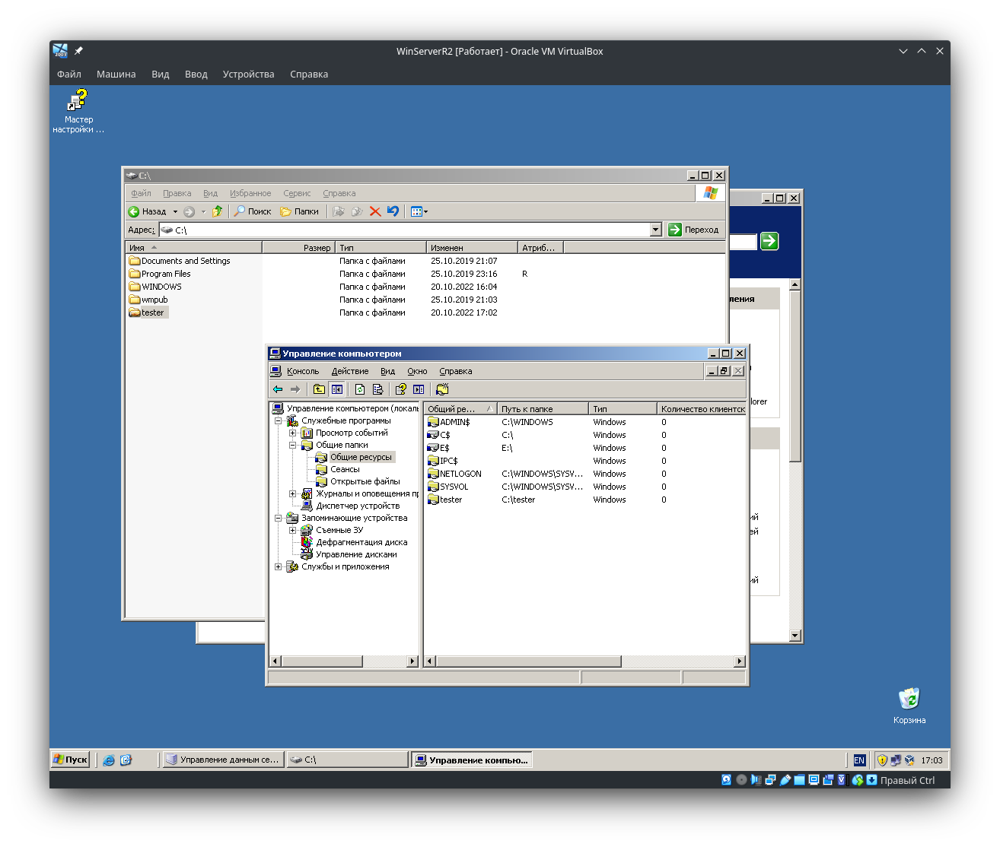 WinServerR2 [Работает] - Oracle VM VirtualBox
Файл Машина Вид Ввод Устройства Справка
Мастер
настройки ...
C:\
Файл Правка Вид Избранное Сервис Справка
Назад Поиск Папки
Адрес: C:\ Переход
Имя Размер Тип Изменен Атриб...
Documents and Settings Папка с файлами 25.10.2019 21:07
Program Files Папка с файлами 25.10.2019 23:16 R
WINDOWS Папка с файлами 20.10.2022 16:04
wmpub Папка с файлами 25.10.2019 21:03
tester Папка с файлами 20.10.2022 17:02
ления
lorer
ий
ей
ий
Управление компьютером
Консоль Действие Вид Окно Справка
Управление компьютером (локаль
Служебные программы
Просмотр событий
Общие папки
Общие ресурсы
Сеансы
Открытые файлы
Журналы и оповещения пр
Диспетчер устройств
Запоминающие устройства
Съемные ЗУ
Дефрагментация диска
Управление дисками
Службы и приложения
Общий ре... Путь к папке Тип Количество клиентск
ADMIN$ C:\WINDOWS Windows 0
C$ C:\ Windows 0
E$ E:\ Windows 0
IPC$ Windows 0
NETLOGON C:\WINDOWS\SYSV... Windows 0
SYSVOL C:\WINDOWS\SYSV... Windows 0
tester C:\tester Windows 0
Корзина
Пуск Управление данным се... C:\ Управление компью... EN 17:03
Правый Ctrl